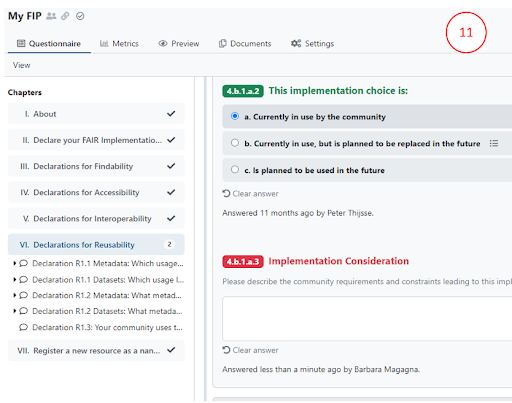 My FIP
11
Questionnaire
Metrics
Preview
Documents
Settings
View
Chapters
I. About
II. Declare your FAIR Implementatio...
III. Declarations for Findability
IV. Declarations for Accessibility
V. Declarations for Interoperability
VI. Declarations for Reusability 2
Declaration R1.1 Metadata: Which usage...
Declaration R1.1 Datasets: Which usage l...
Declaration R1.2 Metadata: What metad...
Declaration R1.2 Datasets: What metada...
Declaration R1.3: Your community uses t...
VII. Register a new resource as a nan...
4.b.1.a.2 This implementation choice is:
a. Currently in use by the community
b. Currently in use, but is planned to be replaced in the future
c. Is planned to be used in the future
Clear answer
Answered 11 months ago by Peter Thijsse.
4.b.1.a.3 Implementation Consideration
Please describe the community requirements and constraints leading to this impl
Clear answer
Answered less than a minute ago by Barbara Magagna.